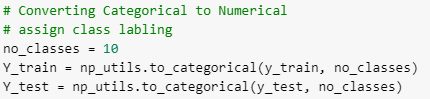 # Converting Categorical to Numerical
# assign class labling
no_classes = 10
Y_train = np_utils.to_categorical(y_train, no_classes)
Y_test = np_utils.to_categorical(y_test, no_classes)